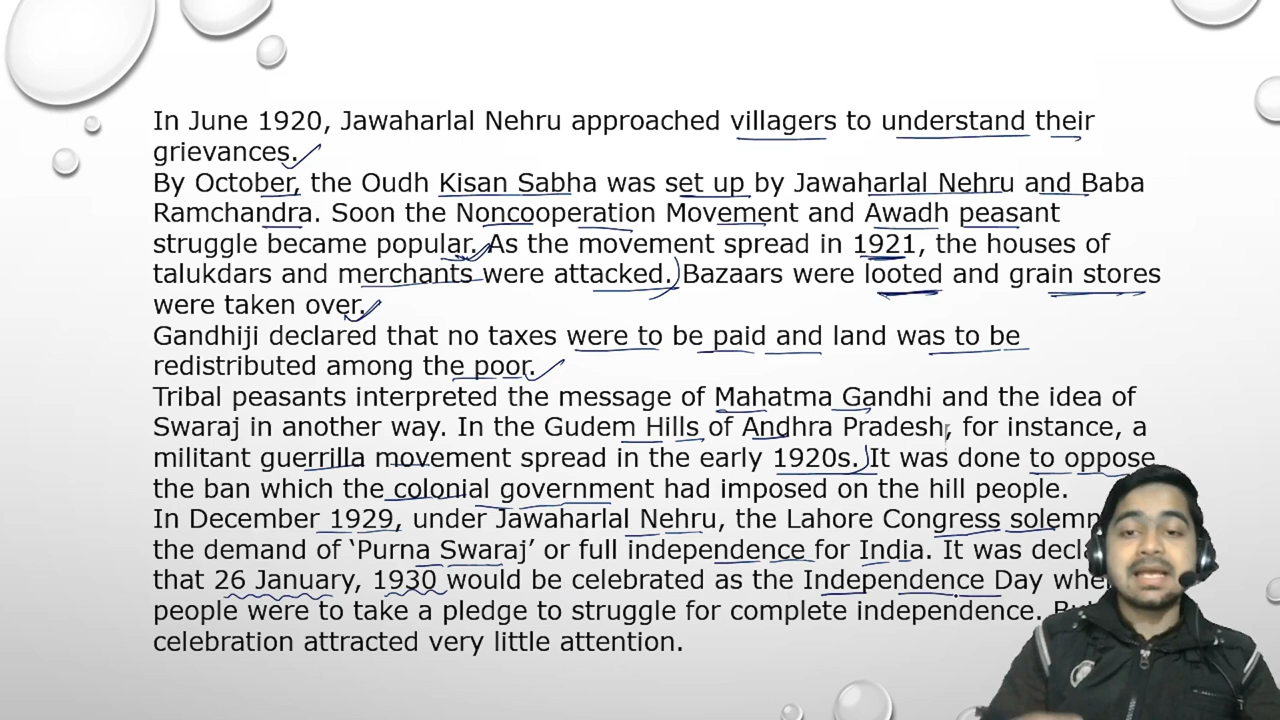 In June 1920, Jawaharlal Nehru approached villagers to understand their
grievances.
By October, the Oudh Kisan Sabha was set up by Jawaharlal Nehru and Baba
Ramchandra. Soon the Noncooperation Movement and Awadh peasant
struggle became popular. As the movement spread in 1921, the houses of
talukdars and merchants were attacked. Bazaars were looted and grain stores
were taken over.
Gandhiji declared that no taxes were to be paid and land was to be
redistributed among the poor.
Tribal peasants interpreted the message of Mahatma Gandhi and the idea of
Swaraj in another way. In the Gudem Hills of Andhra Pradesh, for instance, a
militant guerrilla movement spread in the early 1920s. It was done to oppose
the ban which the colonial government had imposed on the hill people.
In December 1929, under Jawaharlal Nehru, the Lahore Congress
the demand of ‘Purna Swaraj’ or full independence for India. It was
that 26 January, 1930 would be celebrated as the Independence Day
people were to take a pledge to struggle for complete independence.
celebration attracted very little attention.